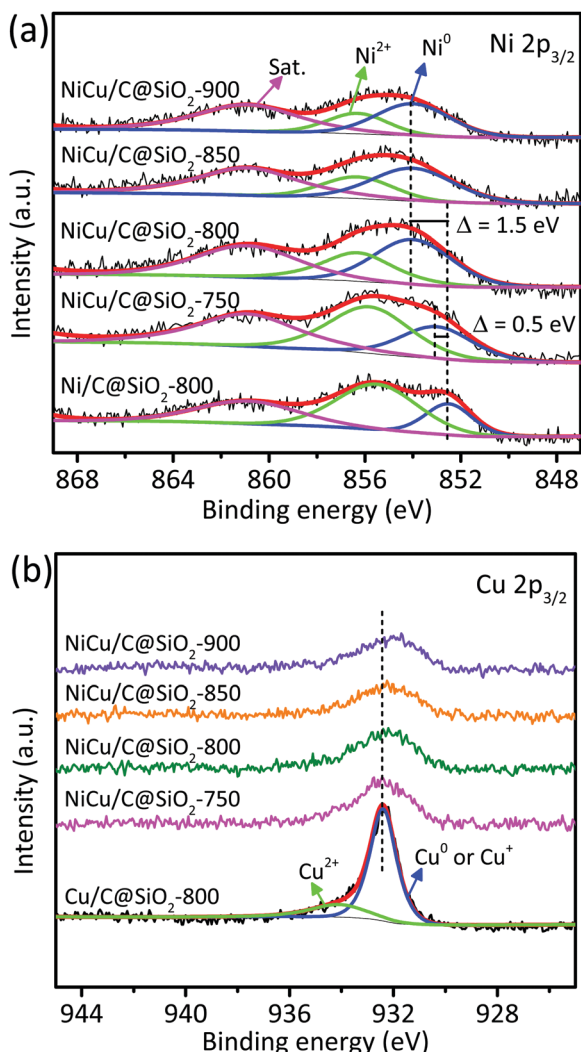 (a)
Ni 2p3/2
Sat.
Ni2+
Ni0
NiCu/C@SiO2-900
NiCu/C@SiO2-850
NiCu/C@SiO2-800
Δ = 1.5 eV
NiCu/C@SiO2-750
Δ = 0.5 eV
Ni/C@SiO2-800
Intensity (a.u.)
868 864 860 856 852 848
Binding energy (eV)
(b)
Cu 2p3/2
NiCu/C@SiO2-900
NiCu/C@SiO2-850
NiCu/C@SiO2-800
NiCu/C@SiO2-750
Cu2+
Cu0 or Cu+
Cu/C@SiO2-800
Intensity (a.u.)
944 940 936 932 928
Binding energy (eV)